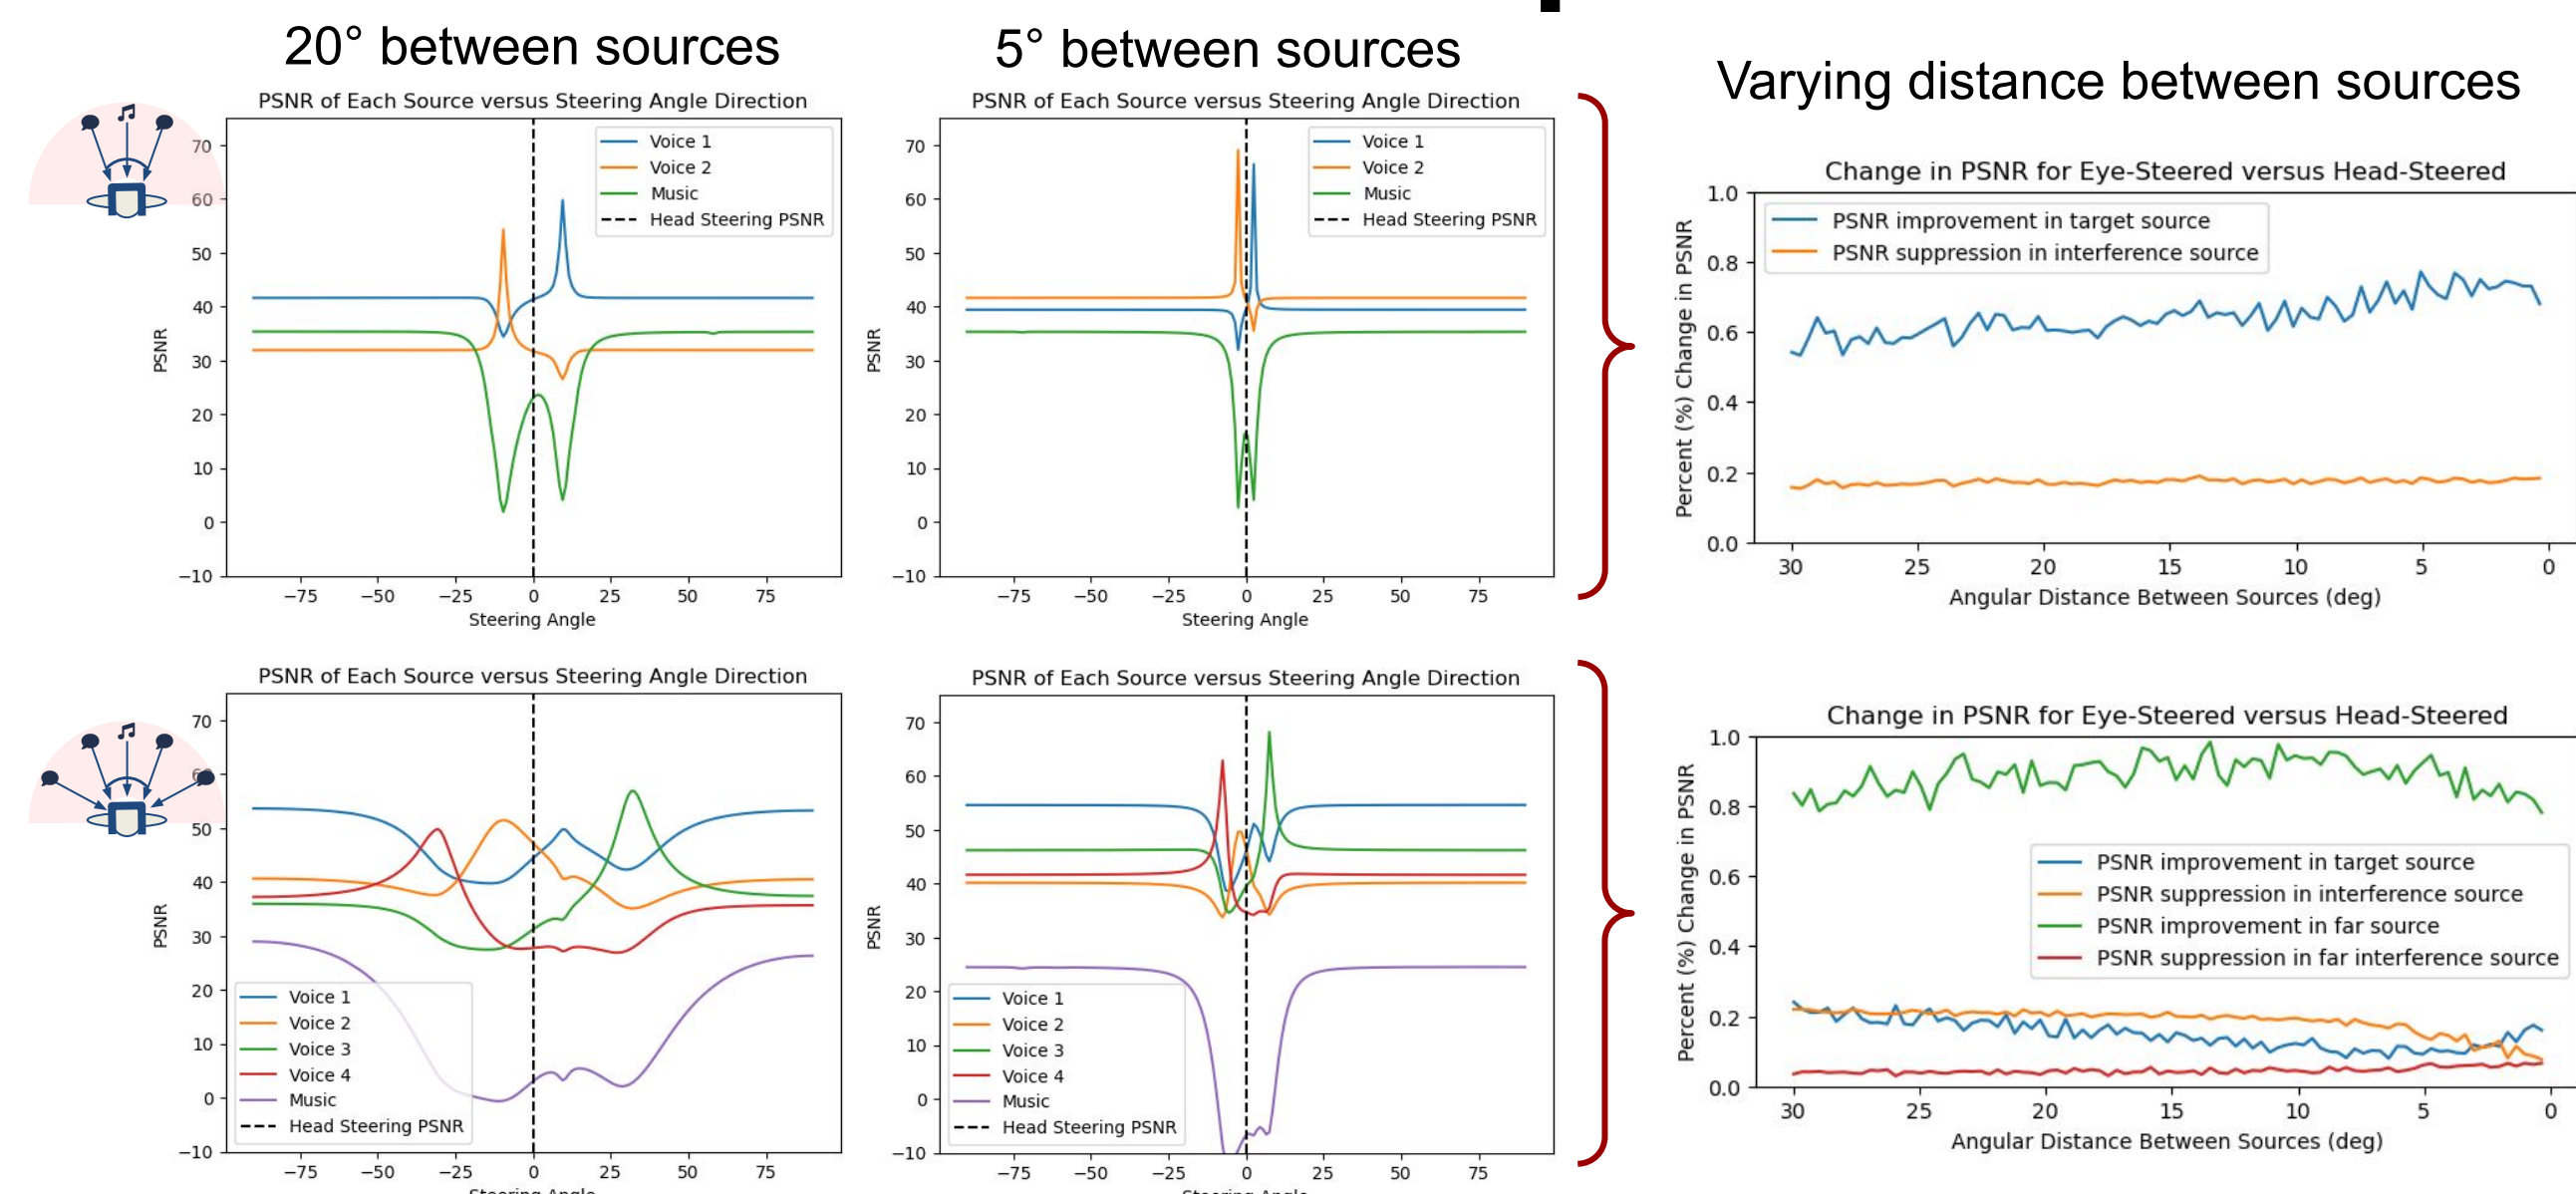 20° between sources
5° between sources
Varying distance between sources
PSNR of Each Source versus Steering Angle Direction
70
60
50
40
30
20
10
0
−10
PSNR
Voice 1
Voice 2
Music
Head Steering PSNR
−75 −50 −25 0 25 50 75
Steering Angle
PSNR of Each Source versus Steering Angle Direction
70
60
50
40
30
20
10
0
−10
PSNR
Voice 1
Voice 2
Music
Head Steering PSNR
−75 −50 −25 0 25 50 75
Steering Angle
Change in PSNR for Eye-Steered versus Head-Steered
1.0
0.8
0.6
0.4
0.2
0.0
Percent (%) Change in PSNR
PSNR improvement in target source
PSNR suppression in interference source
30 25 20 15 10 5 0
Angular Distance Between Sources (deg)
PSNR of Each Source versus Steering Angle Direction
70
60
50
40
30
20
10
0
−10
PSNR
Voice 1
Voice 2
Voice 3
Voice 4
Music
Head Steering PSNR
−75 −50 −25 0 25 50 75
Steering Angle
PSNR of Each Source versus Steering Angle Direction
70
60
50
40
30
20
10
0
−10
PSNR
Voice 1
Voice 2
Voice 3
Voice 4
Music
Head Steering PSNR
−75 −50 −25 0 25 50 75
Steering Angle
Change in PSNR for Eye-Steered versus Head-Steered
1.0
0.8
0.6
0.4
0.2
0.0
Percent (%) Change in PSNR
PSNR improvement in target source
PSNR suppression in interference source
PSNR improvement in far source
PSNR suppression in far interference source
30 25 20 15 10 5 0
Angular Distance Between Sources (deg)